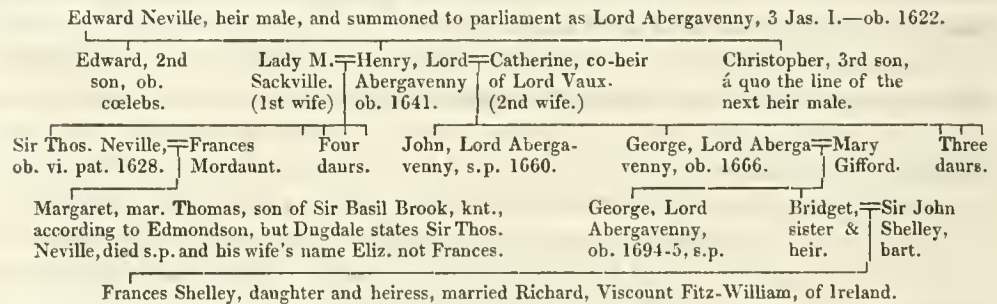 Edward Neville, heir male, and summoned to parliament as Lord Abergavenny, 3 Jas. I.—ob. 1622.
Edward, 2nd son, ob. cœlebs.
Lady M. Sackville. (1st wife)
Henry, Lord Abergavenny ob. 1641.
Catherine, co-heir of Lord Vaux. (2nd wife.)
Christopher, 3rd son, á quo the line of the next heir male.
Sir Thos. Neville, ob. vi. pat. 1628.
Frances Mordaunt.
Four daurs.
John, Lord Aberga-
venny, s.p. 1660.
George, Lord Aberga
venny, ob. 1666.
Mary Gifford.
Three daurs.
Margaret, mar. Thomas, son of Sir Basil Brook, knt.,
according to Edmondson, but Dugdale states Sir Thos.
Neville, died s.p. and his wife's name Eliz. not Frances.
George, Lord Abergavenny, ob. 1694-5, s.p.
Bridget, sister & heir.
Sir John Shelley, bart.
Frances Shelley, daughter and heiress, married Richard, Viscount Fitz-William, of Ireland.